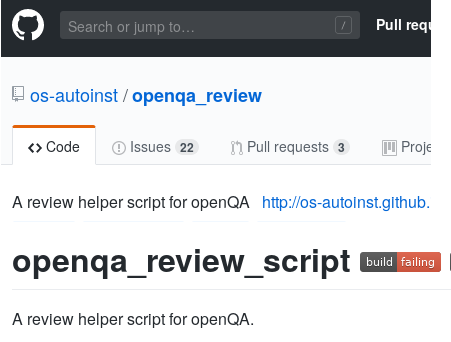 Search or jump to… / Pull requ
os-autoinst / openqa_review
Code Issues 22 Pull requests 3 Proje
A review helper script for openQA http://os-autoinst.github.
openqa_review_script build failing
A review helper script for openQA.